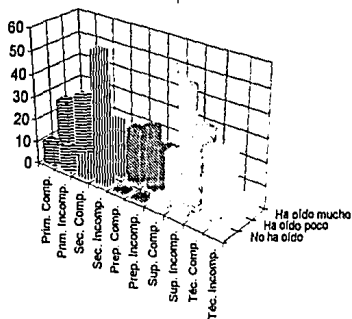 60
50
40
30
20
10
0
Prim. Comp.
Prim. Incomp.
Sec. Comp.
Sec. Incomp.
Prep. Comp.
Prep. Incomp.
Sup. Comp.
Sup. Incomp.
Téc. Comp.
Téc. Incomp.
Ha oído mucho
Ha oído poco
No ha oído